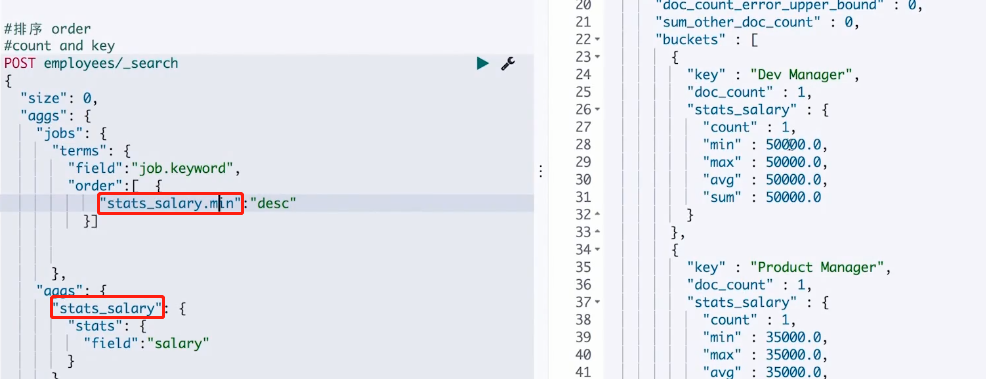 #排序 order
#count and key
POST employees/_search
{
  "size": 0,
  "aggs": {
    "jobs": {
      "terms": {
        "field":"job.keyword",
        "order":[  {
            "stats_salary.min":"desc"
          }]
      },
    "aggs": {
      "stats_salary": {
        "stats": {
          "field":"salary"
        }
      }
20 "doc_count_error_upper_bound" : 0,
21 "sum_other_doc_count" : 0,
22 "buckets" : [
23 {
24 "key" : "Dev Manager",
25 "doc_count" : 1,
26 "stats_salary" : {
27 "count" : 1,
28 "min" : 50000.0,
29 "max" : 50000.0,
30 "avg" : 50000.0,
31 "sum" : 50000.0
32 }
33 },
34 {
35 "key" : "Product Manager",
36 "doc_count" : 1,
37 "stats_salary" : {
38 "count" : 1,
39 "min" : 35000.0,
40 "max" : 35000.0,
41 "avg" : 35000.0,